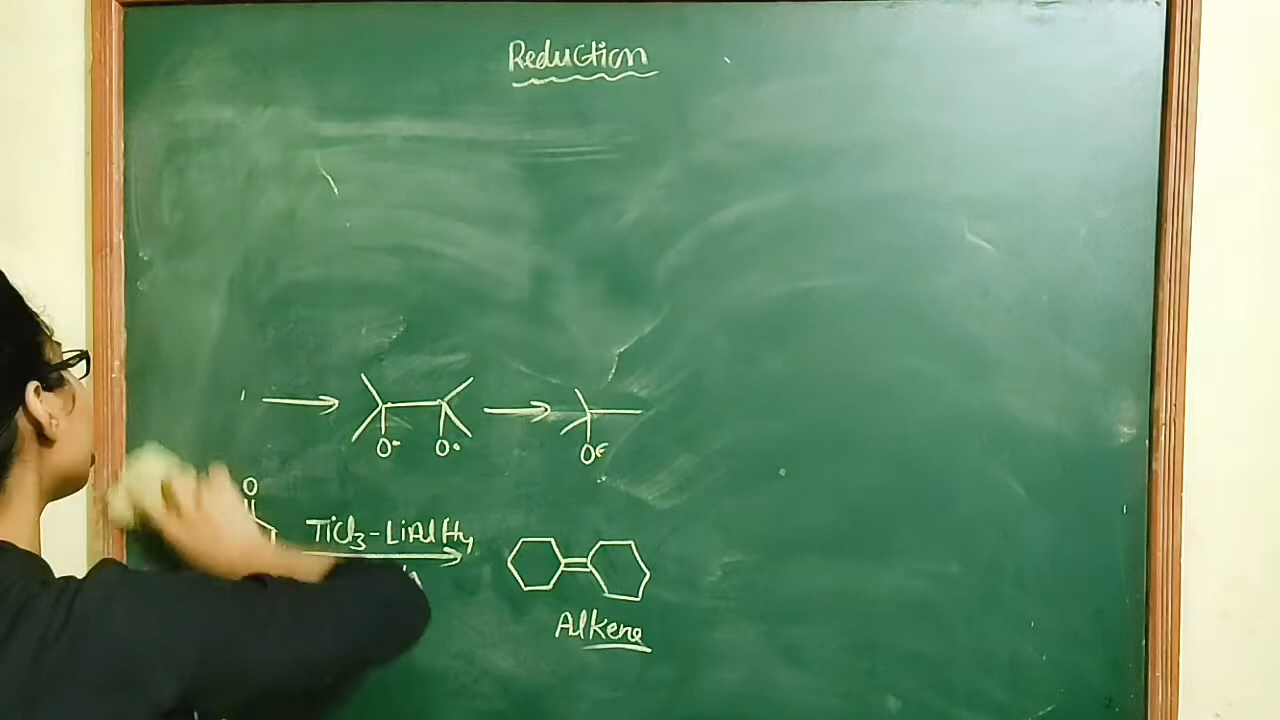 Reduction
O⁻ O•
O
TiCl₃-LiAlH₄
Alkene